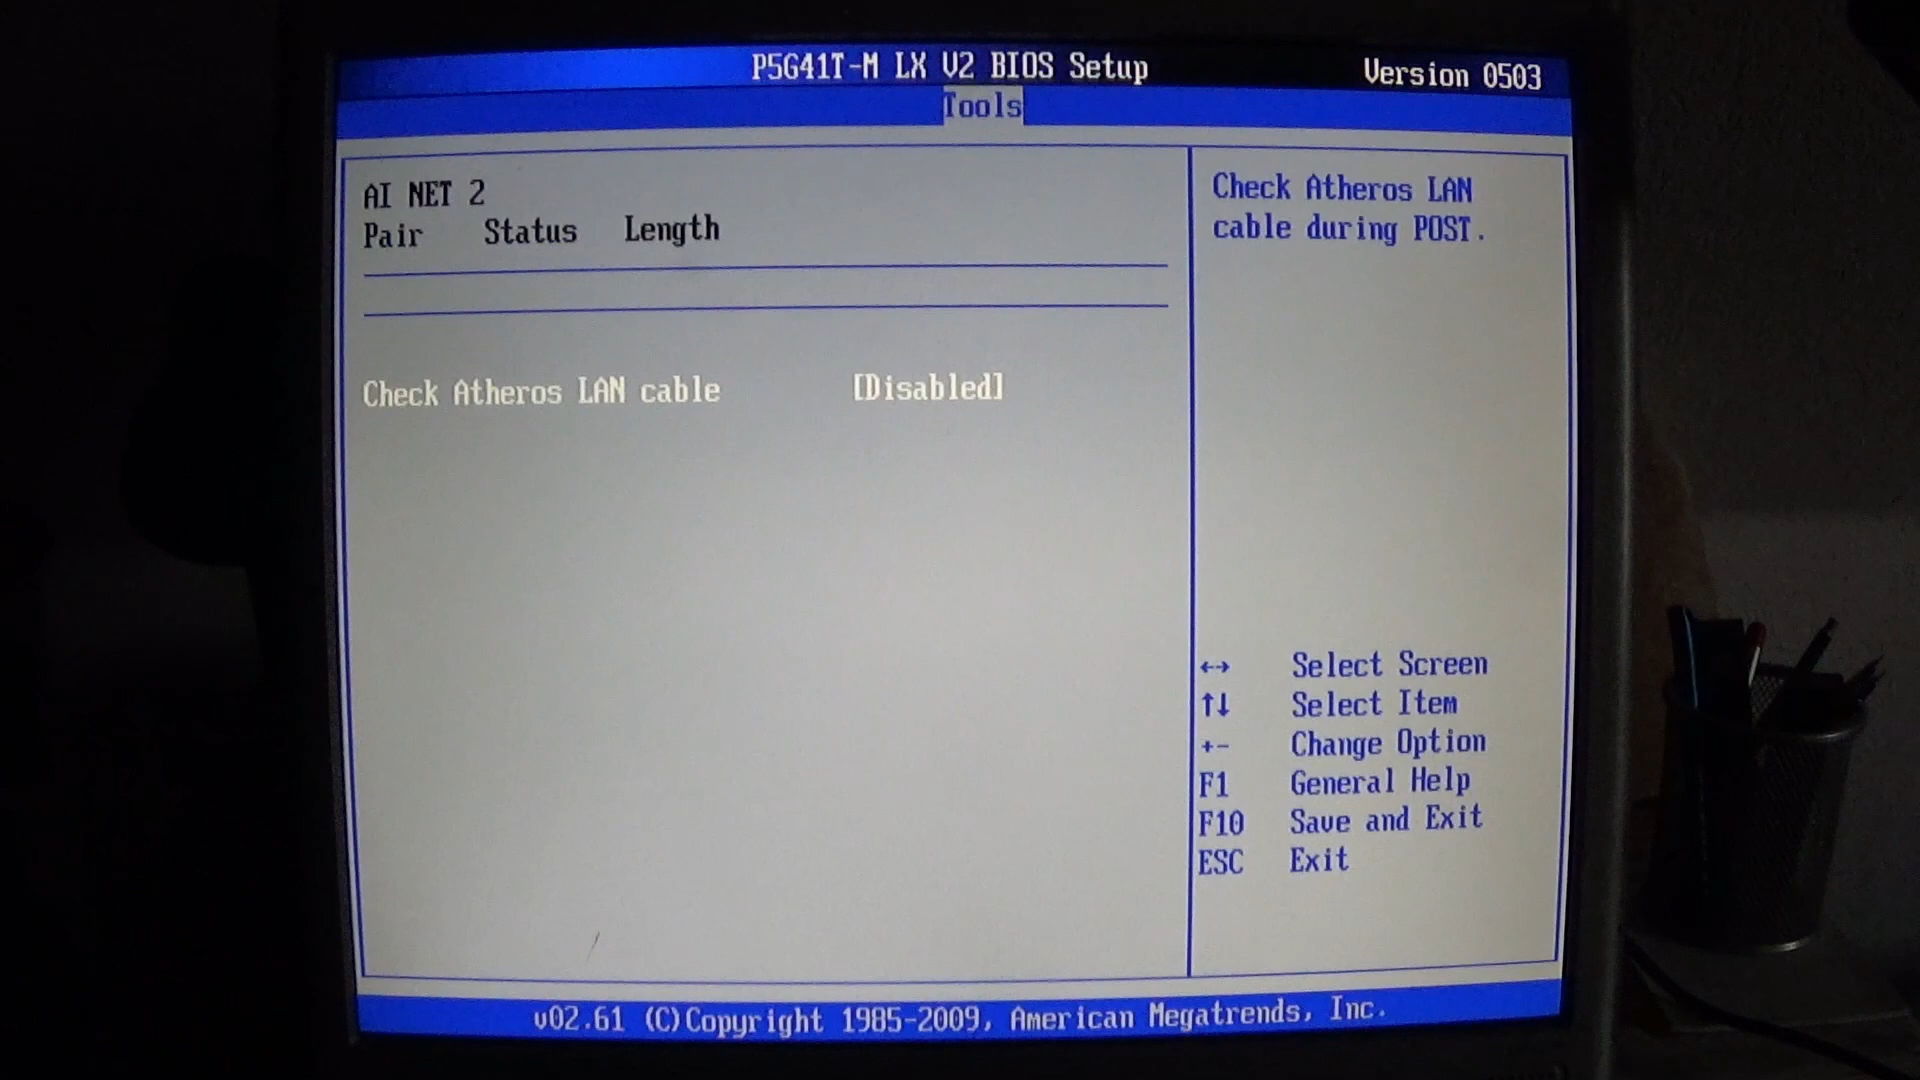 P5G41T-M LX V2 BIOS Setup Version 0503
Tools
AI NET 2
Pair Status Length
Check Atheros LAN cable [Disabled]
Check Atheros LAN
cable during POST.
←→ Select Screen
↑↓ Select Item
+- Change Option
F1 General Help
F10 Save and Exit
ESC Exit
v02.61 (C)Copyright 1985-2009, American Megatrends, Inc.